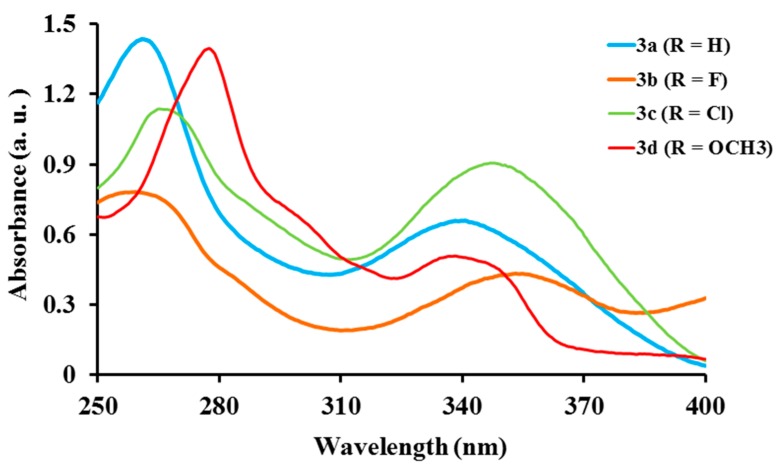 1.5
1.2
0.9
0.6
0.3
0
Absorbance (a. u. )
250 280 310 340 370 400
Wavelength (nm)
3a (R = H)
3b (R = F)
3c (R = Cl)
3d (R = OCH3)